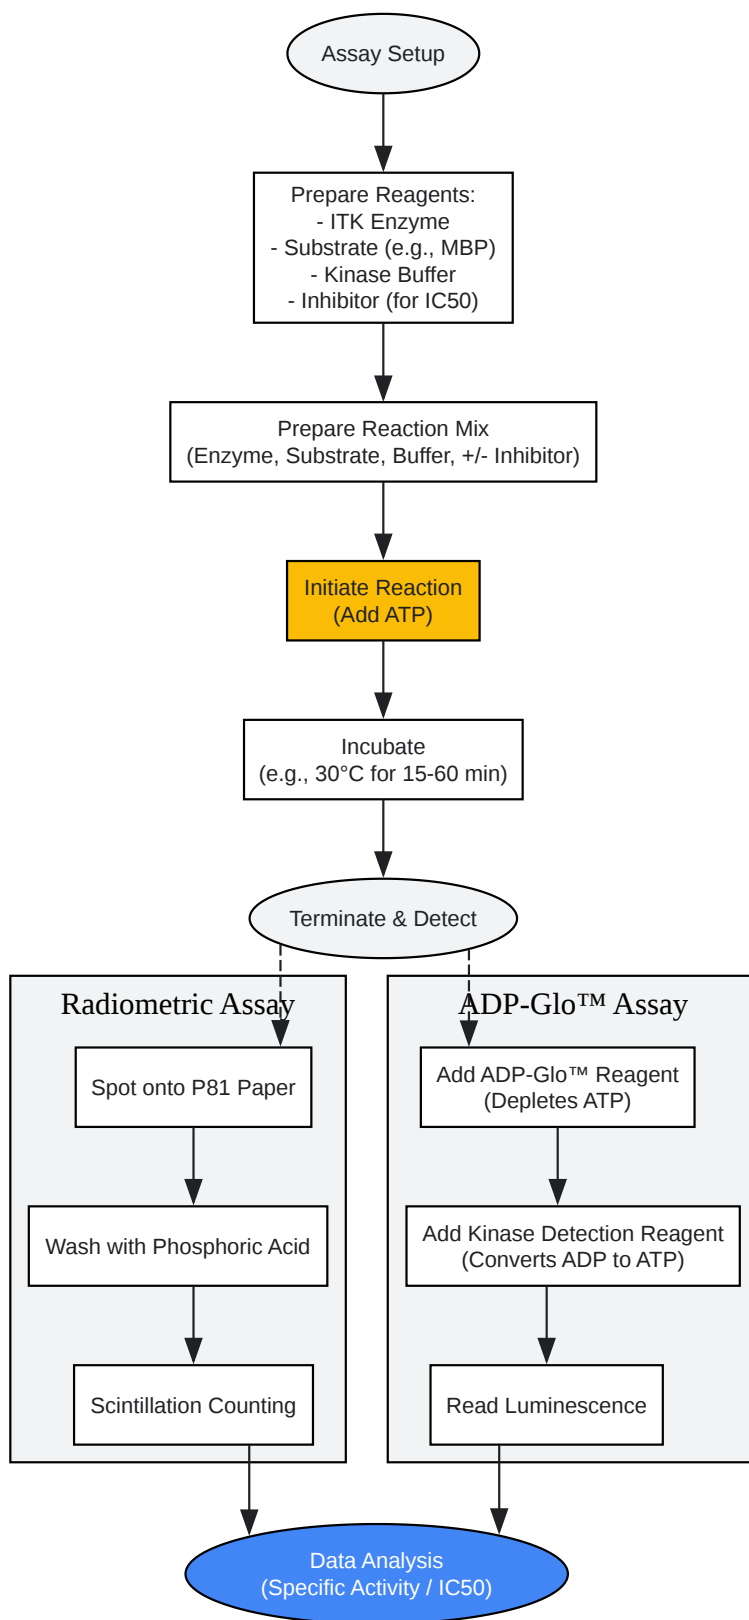 Assay Setup
Prepare Reagents:
- ITK Enzyme
- Substrate (e.g., MBP)
- Kinase Buffer
- Inhibitor (for IC50)
Prepare Reaction Mix
(Enzyme, Substrate, Buffer, +/- Inhibitor)
Initiate Reaction
(Add ATP)
Incubate
(e.g., 30°C for 15-60 min)
Terminate & Detect
Radiometric Assay
Spot onto P81 Paper
Wash with Phosphoric Acid
Scintillation Counting
ADP-Glo™ Assay
Add ADP-Glo™ Reagent
(Depletes ATP)
Add Kinase Detection Reagent
(Converts ADP to ATP)
Read Luminescence
Data Analysis
(Specific Activity / IC50)